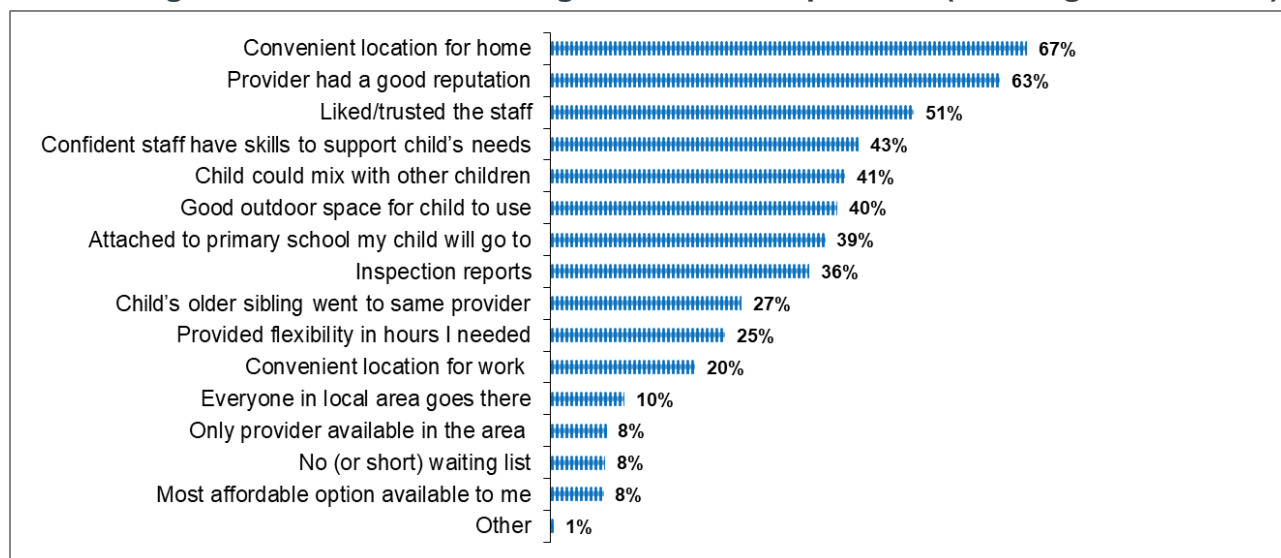 Convenient location for home 67%
Provider had a good reputation 63%
Liked/trusted the staff 51%
Confident staff have skills to support child’s needs 43%
Child could mix with other children 41%
Good outdoor space for child to use 40%
Attached to primary school my child will go to 39%
Inspection reports 36%
Child’s older sibling went to same provider 27%
Provided flexibility in hours I needed 25%
Convenient location for work 20%
Everyone in local area goes there 10%
Only provider available in the area 8%
No (or short) waiting list 8%
Most affordable option available to me 8%
Other 1%